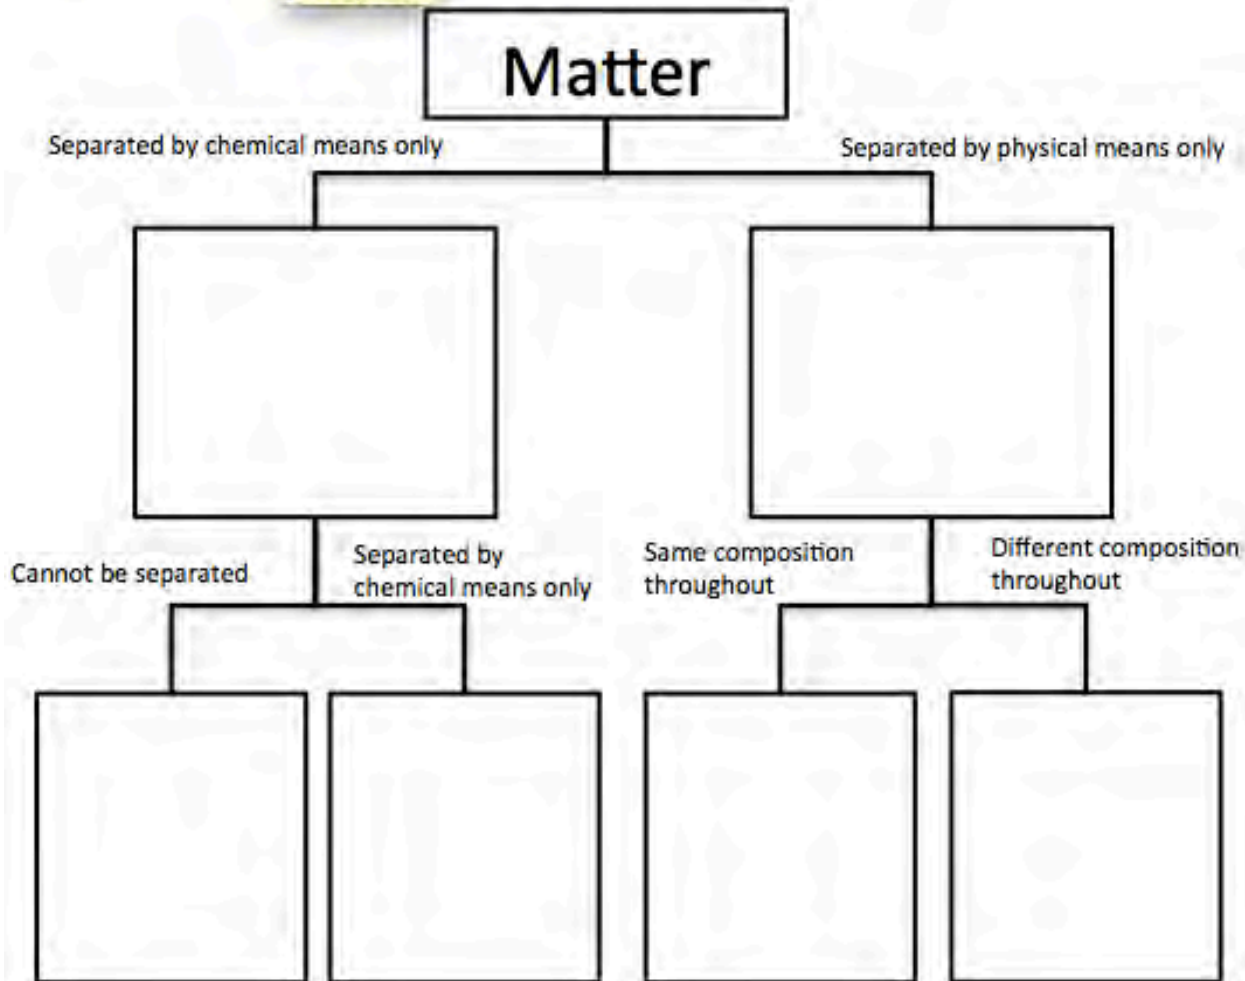 Matter
Separated by chemical means only
Separated by physical means only
Cannot be separated
Separated by
chemical means only
Same composition
throughout
Different composition
throughout